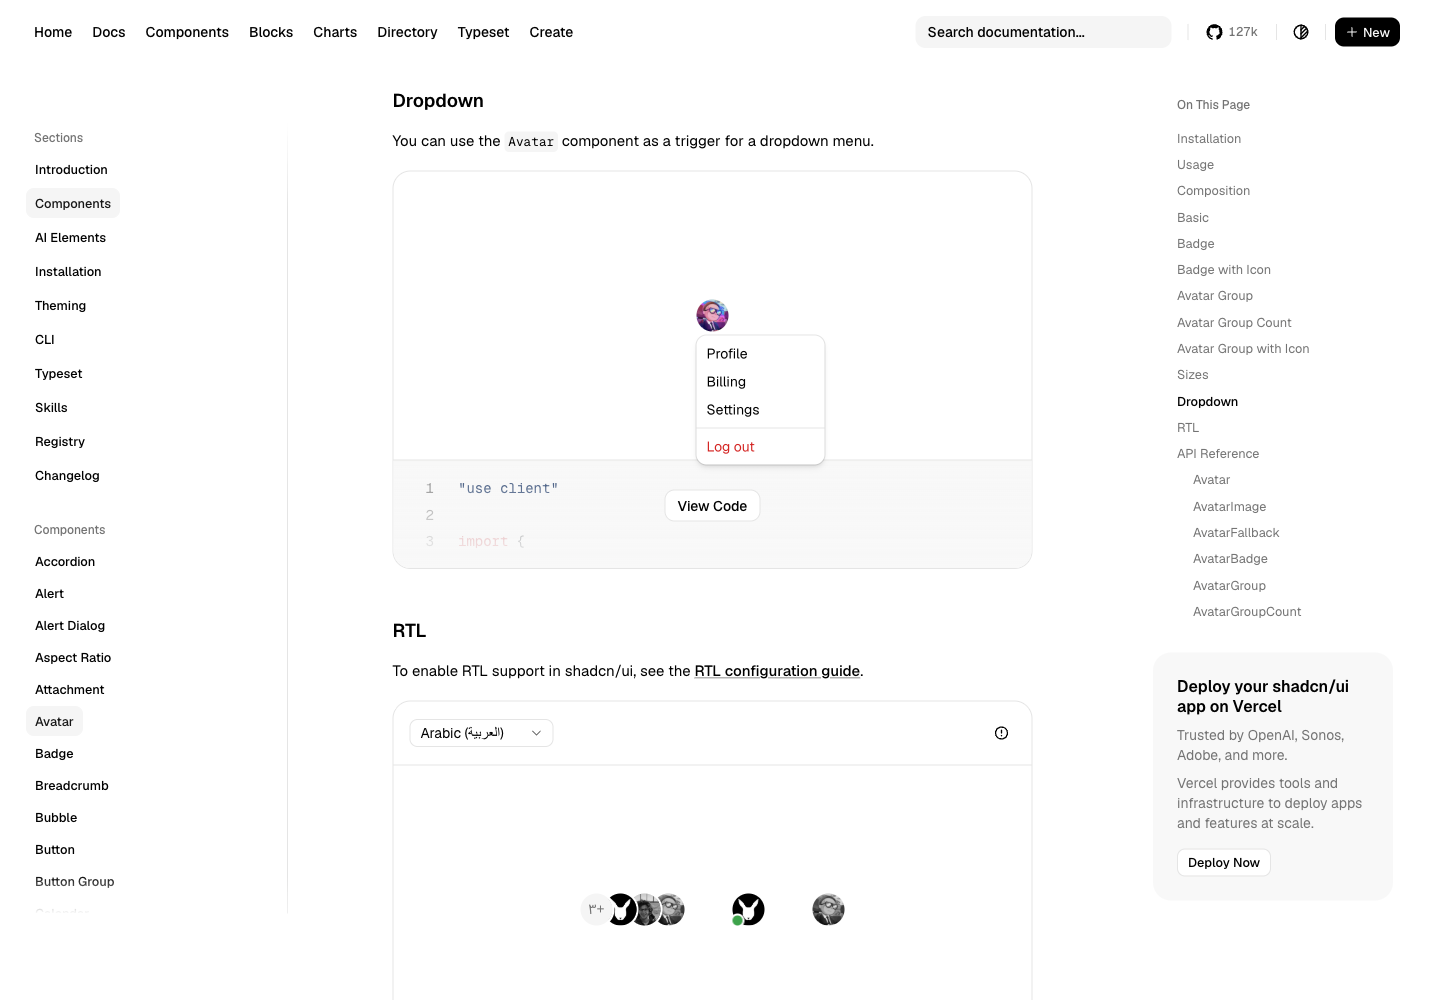 Home Docs Components Blocks Charts Directory Typeset Create Search documentation... 127k New
Sections
Introduction
Components
AI Elements
Installation
Theming
CLI
Typeset
Skills
Registry
Changelog
Components
Accordion
Alert
Alert Dialog
Aspect Ratio
Attachment
Avatar
Badge
Breadcrumb
Bubble
Button
Button Group
Calendar
Dropdown
You can use the Avatar component as a trigger for a dropdown menu.
Profile
Billing
Settings
Log out
1 "use client"
2
3 import {
View Code
RTL
To enable RTL support in shadcn/ui, see the RTL configuration guide.
Arabic (العربية)
+٣
On This Page
Installation
Usage
Composition
Basic
Badge
Badge with Icon
Avatar Group
Avatar Group Count
Avatar Group with Icon
Sizes
Dropdown
RTL
API Reference
Avatar
AvatarImage
AvatarFallback
AvatarBadge
AvatarGroup
AvatarGroupCount
Deploy your shadcn/ui
app on Vercel
Trusted by OpenAI, Sonos,
Adobe, and more.
Vercel provides tools and
infrastructure to deploy apps
and features at scale.
Deploy Now